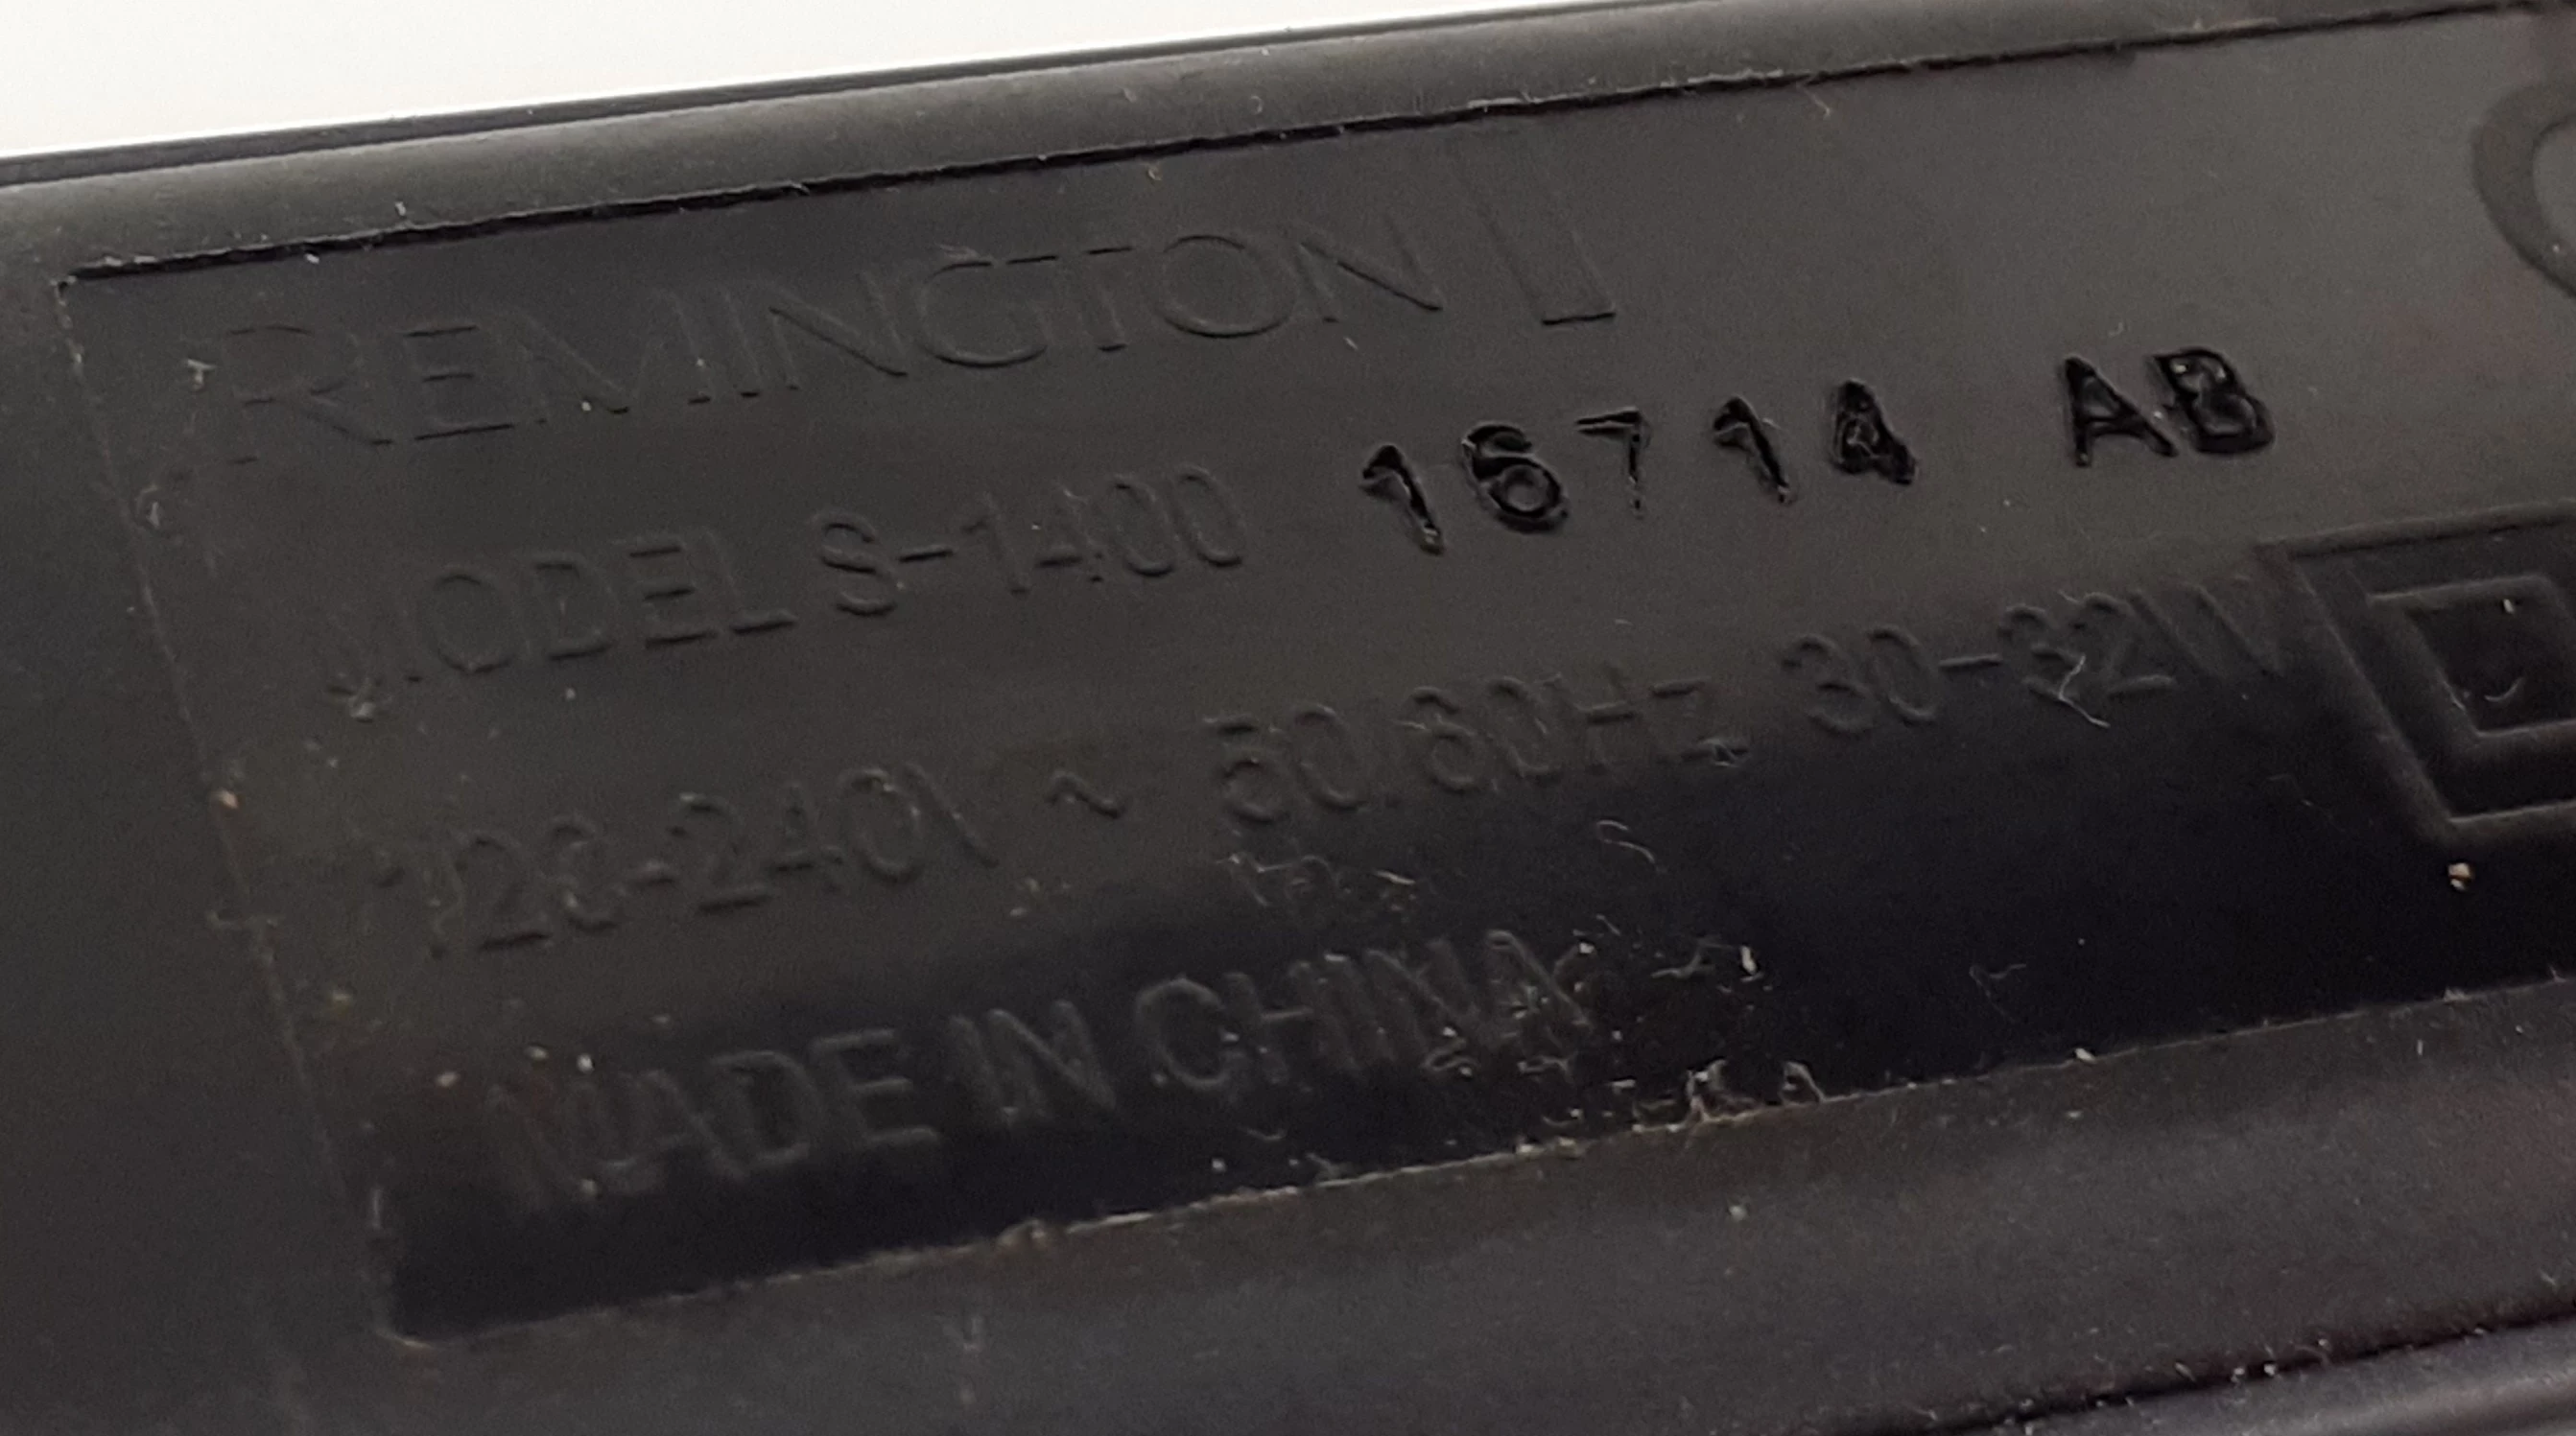 REMINGTON
MODEL S-1400 16714 AB
120-240V ~ 50/60Hz 30-32W
MADE IN CHINA